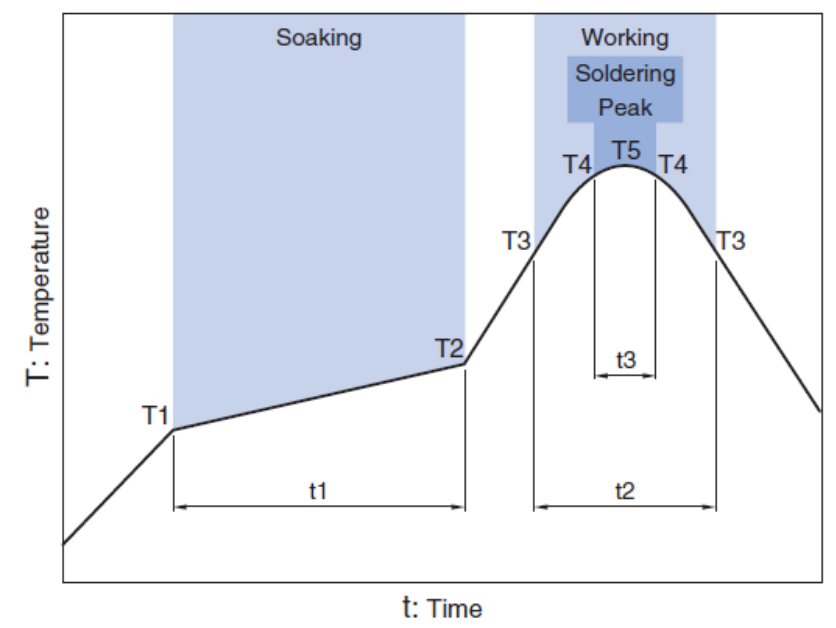 Soaking
Working
Soldering
Peak
T4
T5
T4
T3
T3
T2
T1
t3
t1
t2
T: Temperature
t: Time